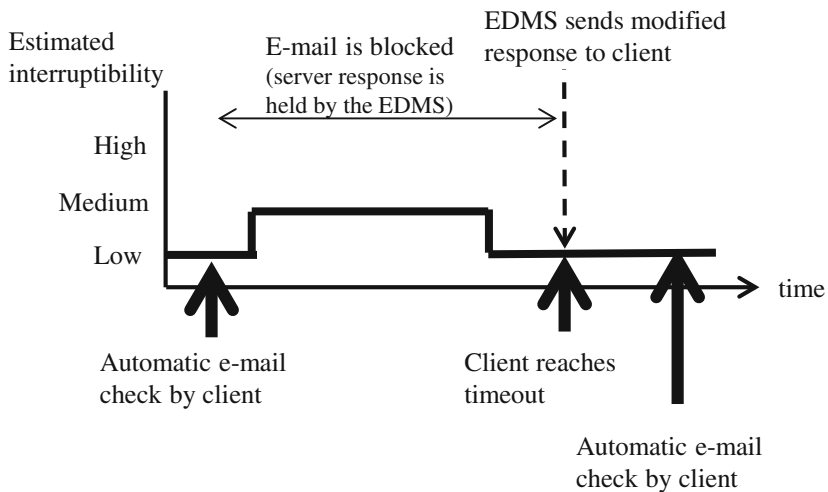 Estimated
interruptibility
E-mail is blocked
(server response is
held by the EDMS)
EDMS sends modified
response to client
High
Medium
Low
time
Automatic e-mail
check by client
Client reaches
timeout
Automatic e-mail
check by client